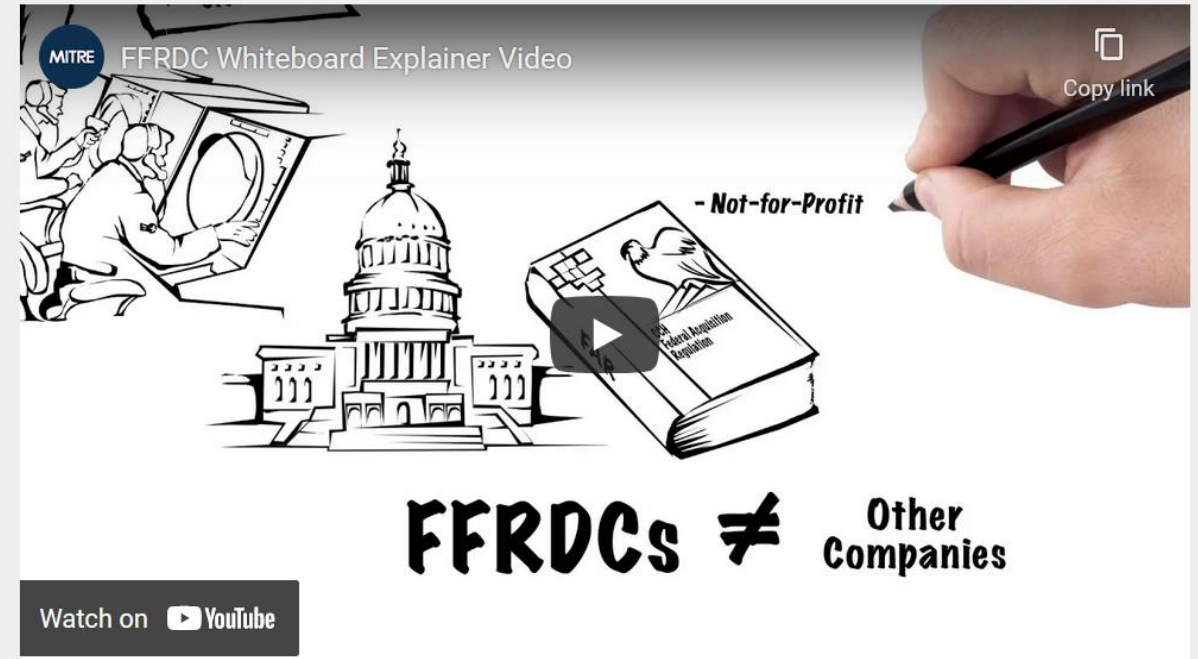 MITRE
FFRDC Whiteboard Explainer Video
Copy link
- Not-for-Profit
CCH
Federal Acquisition
Regulation
FAR
FFRDCs ≠ Other
Companies
Watch on YouTube